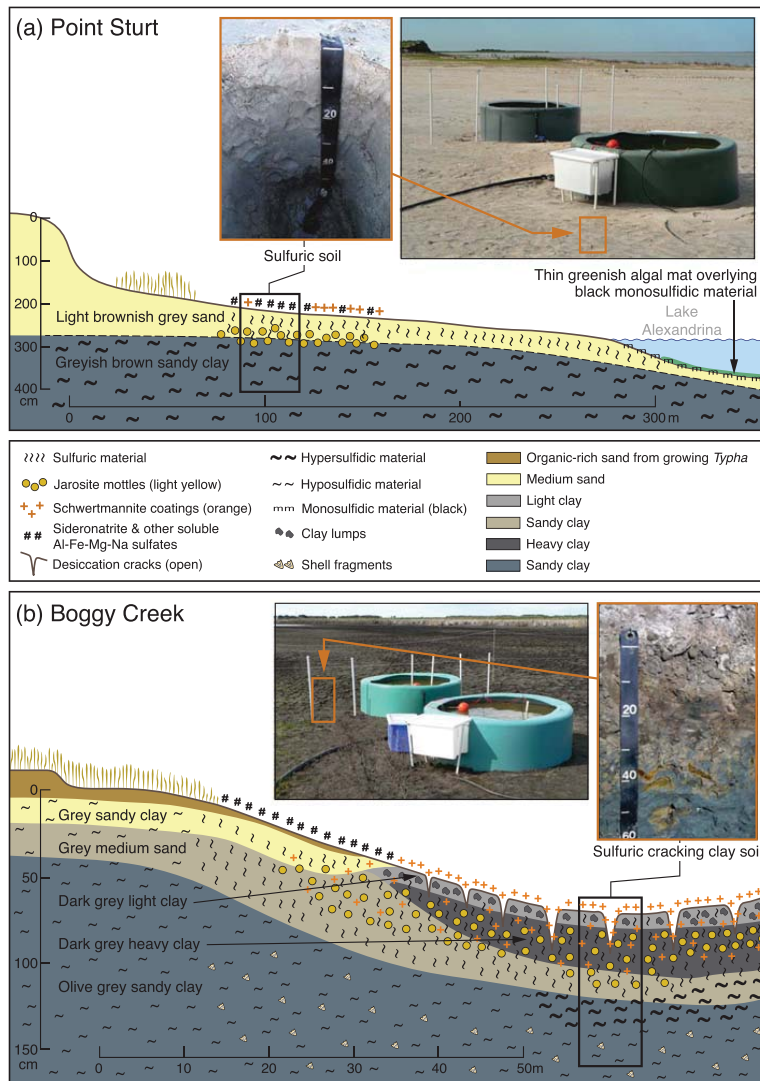 (a) Point Sturt
20
40
Sulfuric soil
Thin greenish algal mat overlying
black monosulfidic material
Lake
Alexandrina
0
100
200
300
400
cm
Light brownish grey sand
Greyish brown sandy clay
0
100
200
300 m
Sulfuric material
Jarosite mottles (light yellow)
Schwertmannite coatings (orange)
Sideronatrite & other soluble
Al-Fe-Mg-Na sulfates
Desiccation cracks (open)
Hypersulfidic material
Hyposulfidic material
Monosulfidic material (black)
Clay lumps
Shell fragments
Organic-rich sand from growing Typha
Medium sand
Light clay
Sandy clay
Heavy clay
Sandy clay
(b) Boggy Creek
20
40
60
Sulfuric cracking clay soi
0
50
100
150
cm
Grey sandy clay
Grey medium sand
Dark grey light clay
Dark grey heavy clay
Olive grey sandy clay
0
10
20
30
40
50m